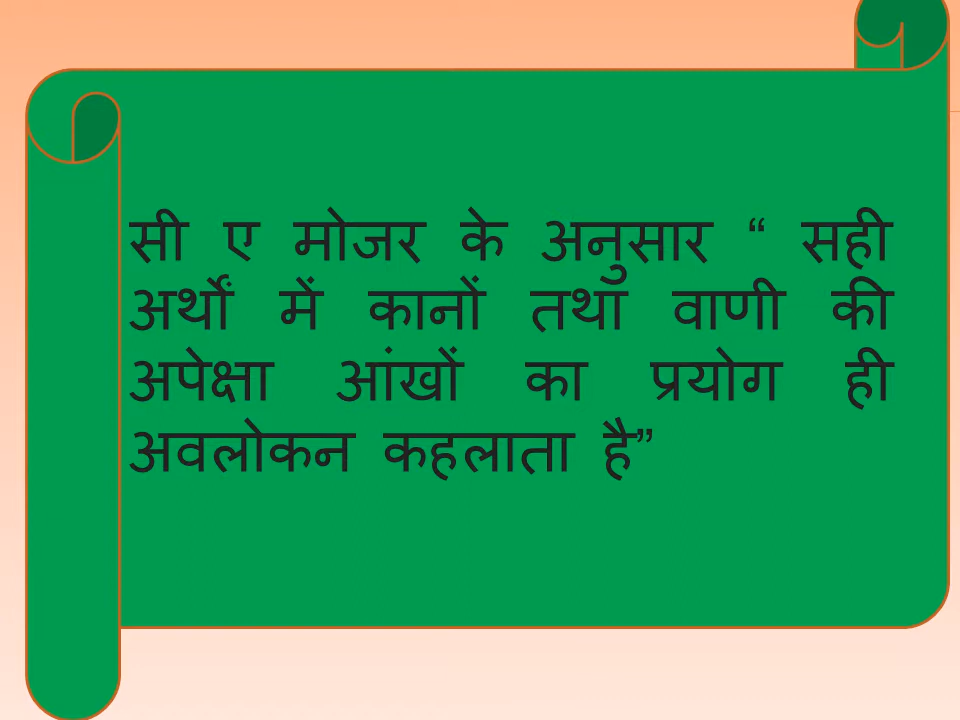 सी ए मोजर के अनुसार “ सही
अर्थों में कानों तथा वाणी की
अपेक्षा आंखों का प्रयोग ही
अवलोकन कहलाता है”